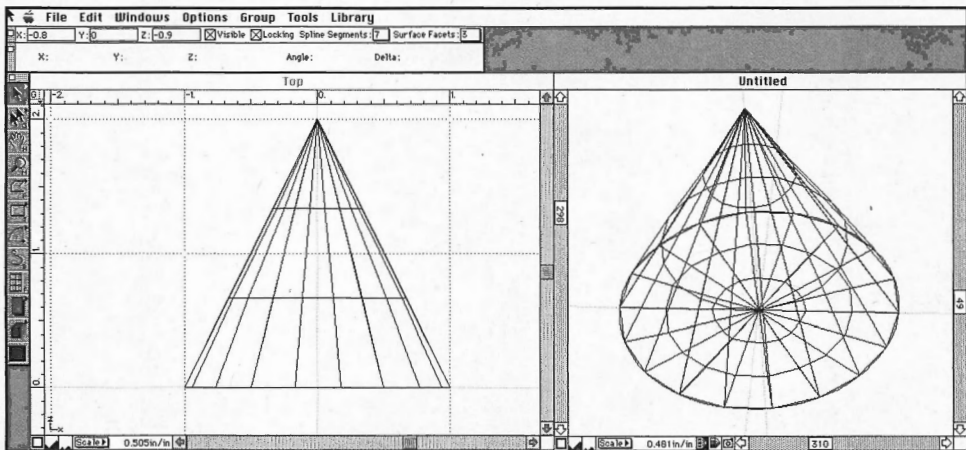 File Edit Windows Options Group Tools Library
X: -0.8 Y: 0 Z: -0.9 Visible Locking Spline Segments: 7 Surface Facets: 3
X: Y: Z: Angle: Delta:
Top
Untitled
G -2. -1. 0. 1.
2.
1.
0.
298
49
x
Scale 0.505in/in
Scale 0.481in/in 310